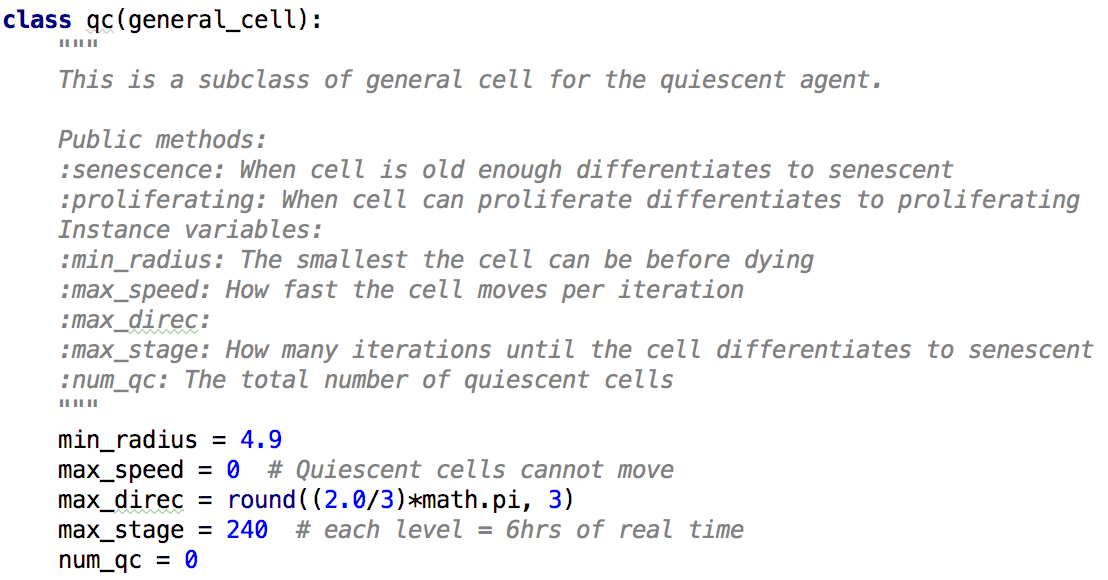 class qc(general_cell):
"""
This is a subclass of general cell for the quiescent agent.
Public methods:
:senescence: When cell is old enough differentiates to senescent
:proliferating: When cell can proliferate differentiates to proliferating
Instance variables:
:min_radius: The smallest the cell can be before dying
:max_speed: How fast the cell moves per iteration
:max_direc:
:max_stage: How many iterations until the cell differentiates to senescent
:num_qc: The total number of quiescent cells
"""
min_radius = 4.9
max_speed = 0  # Quiescent cells cannot move
max_direc = round((2.0/3)*math.pi, 3)
max_stage = 240  # each level = 6hrs of real time
num_qc = 0